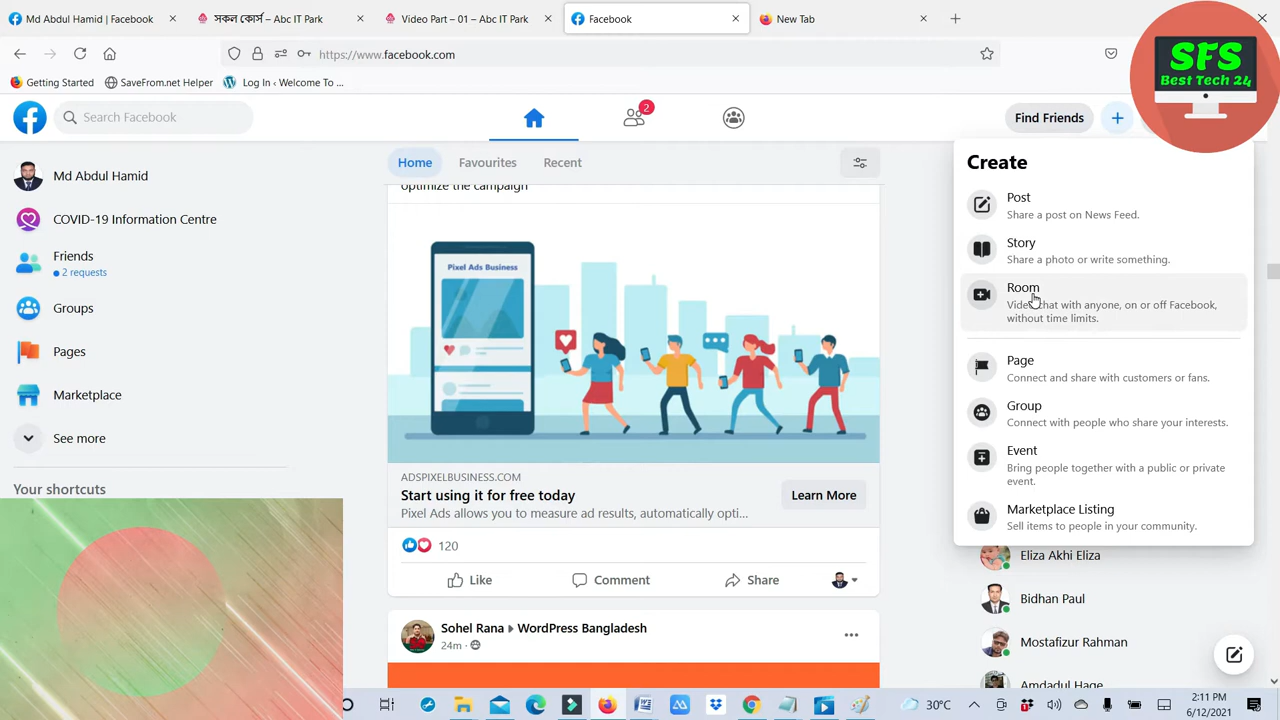 Md Abdul Hamid | Facebook
সকল কোর্স – Abc IT Park
Video Part – 01 – Abc IT Park
Facebook
New Tab
https://www.facebook.com
Getting Started
SaveFrom.net Helper
Log In ‹ Welcome To ...
SFS
Best Tech 24
Search Facebook
2
Find Friends
Md Abdul Hamid
COVID-19 Information Centre
Friends
2 requests
Groups
Pages
Marketplace
See more
Your shortcuts
Home
Favourites
Recent
optimize the campaign
Pixel Ads Business
ADSPIXELBUSINESS.COM
Start using it for free today
Pixel Ads allows you to measure ad results, automatically opti...
Learn More
120
Like
Comment
Share
Sohel Rana
WordPress Bangladesh
24m
Create
Post
Share a post on News Feed.
Story
Share a photo or write something.
Room
Video chat with anyone, on or off Facebook,
without time limits.
Page
Connect and share with customers or fans.
Group
Connect with people who share your interests.
Event
Bring people together with a public or private
event.
Marketplace Listing
Sell items to people in your community.
Eliza Akhi Eliza
Bidhan Paul
Mostafizur Rahman
Amdadul Haqe
30°C
2:11 PM
6/12/2021